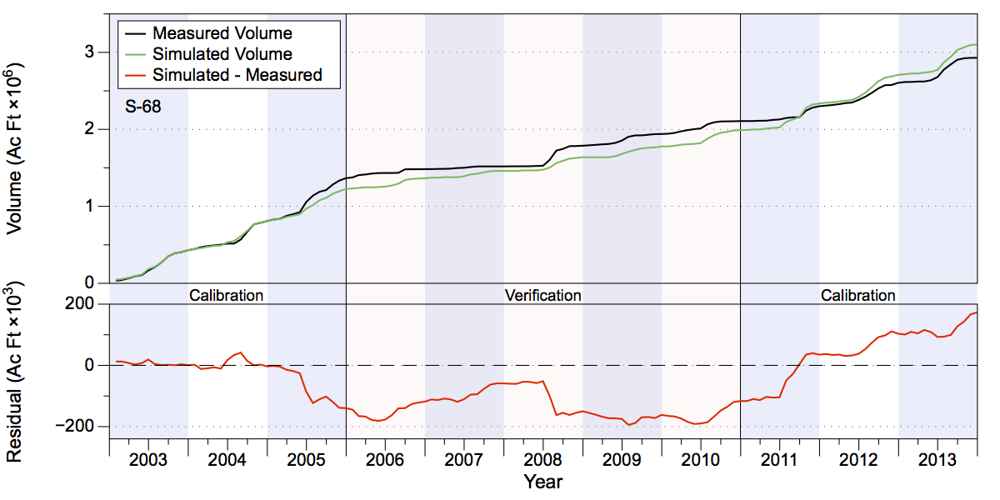 Measured Volume
Simulated Volume
Simulated - Measured
S-68
Volume (Ac Ft ×10⁶)
3
2
1
0
Calibration Verification Calibration
Residual (Ac Ft ×10³)
200
0
−200
2003 2004 2005 2006 2007 2008 2009 2010 2011 2012 2013
Year